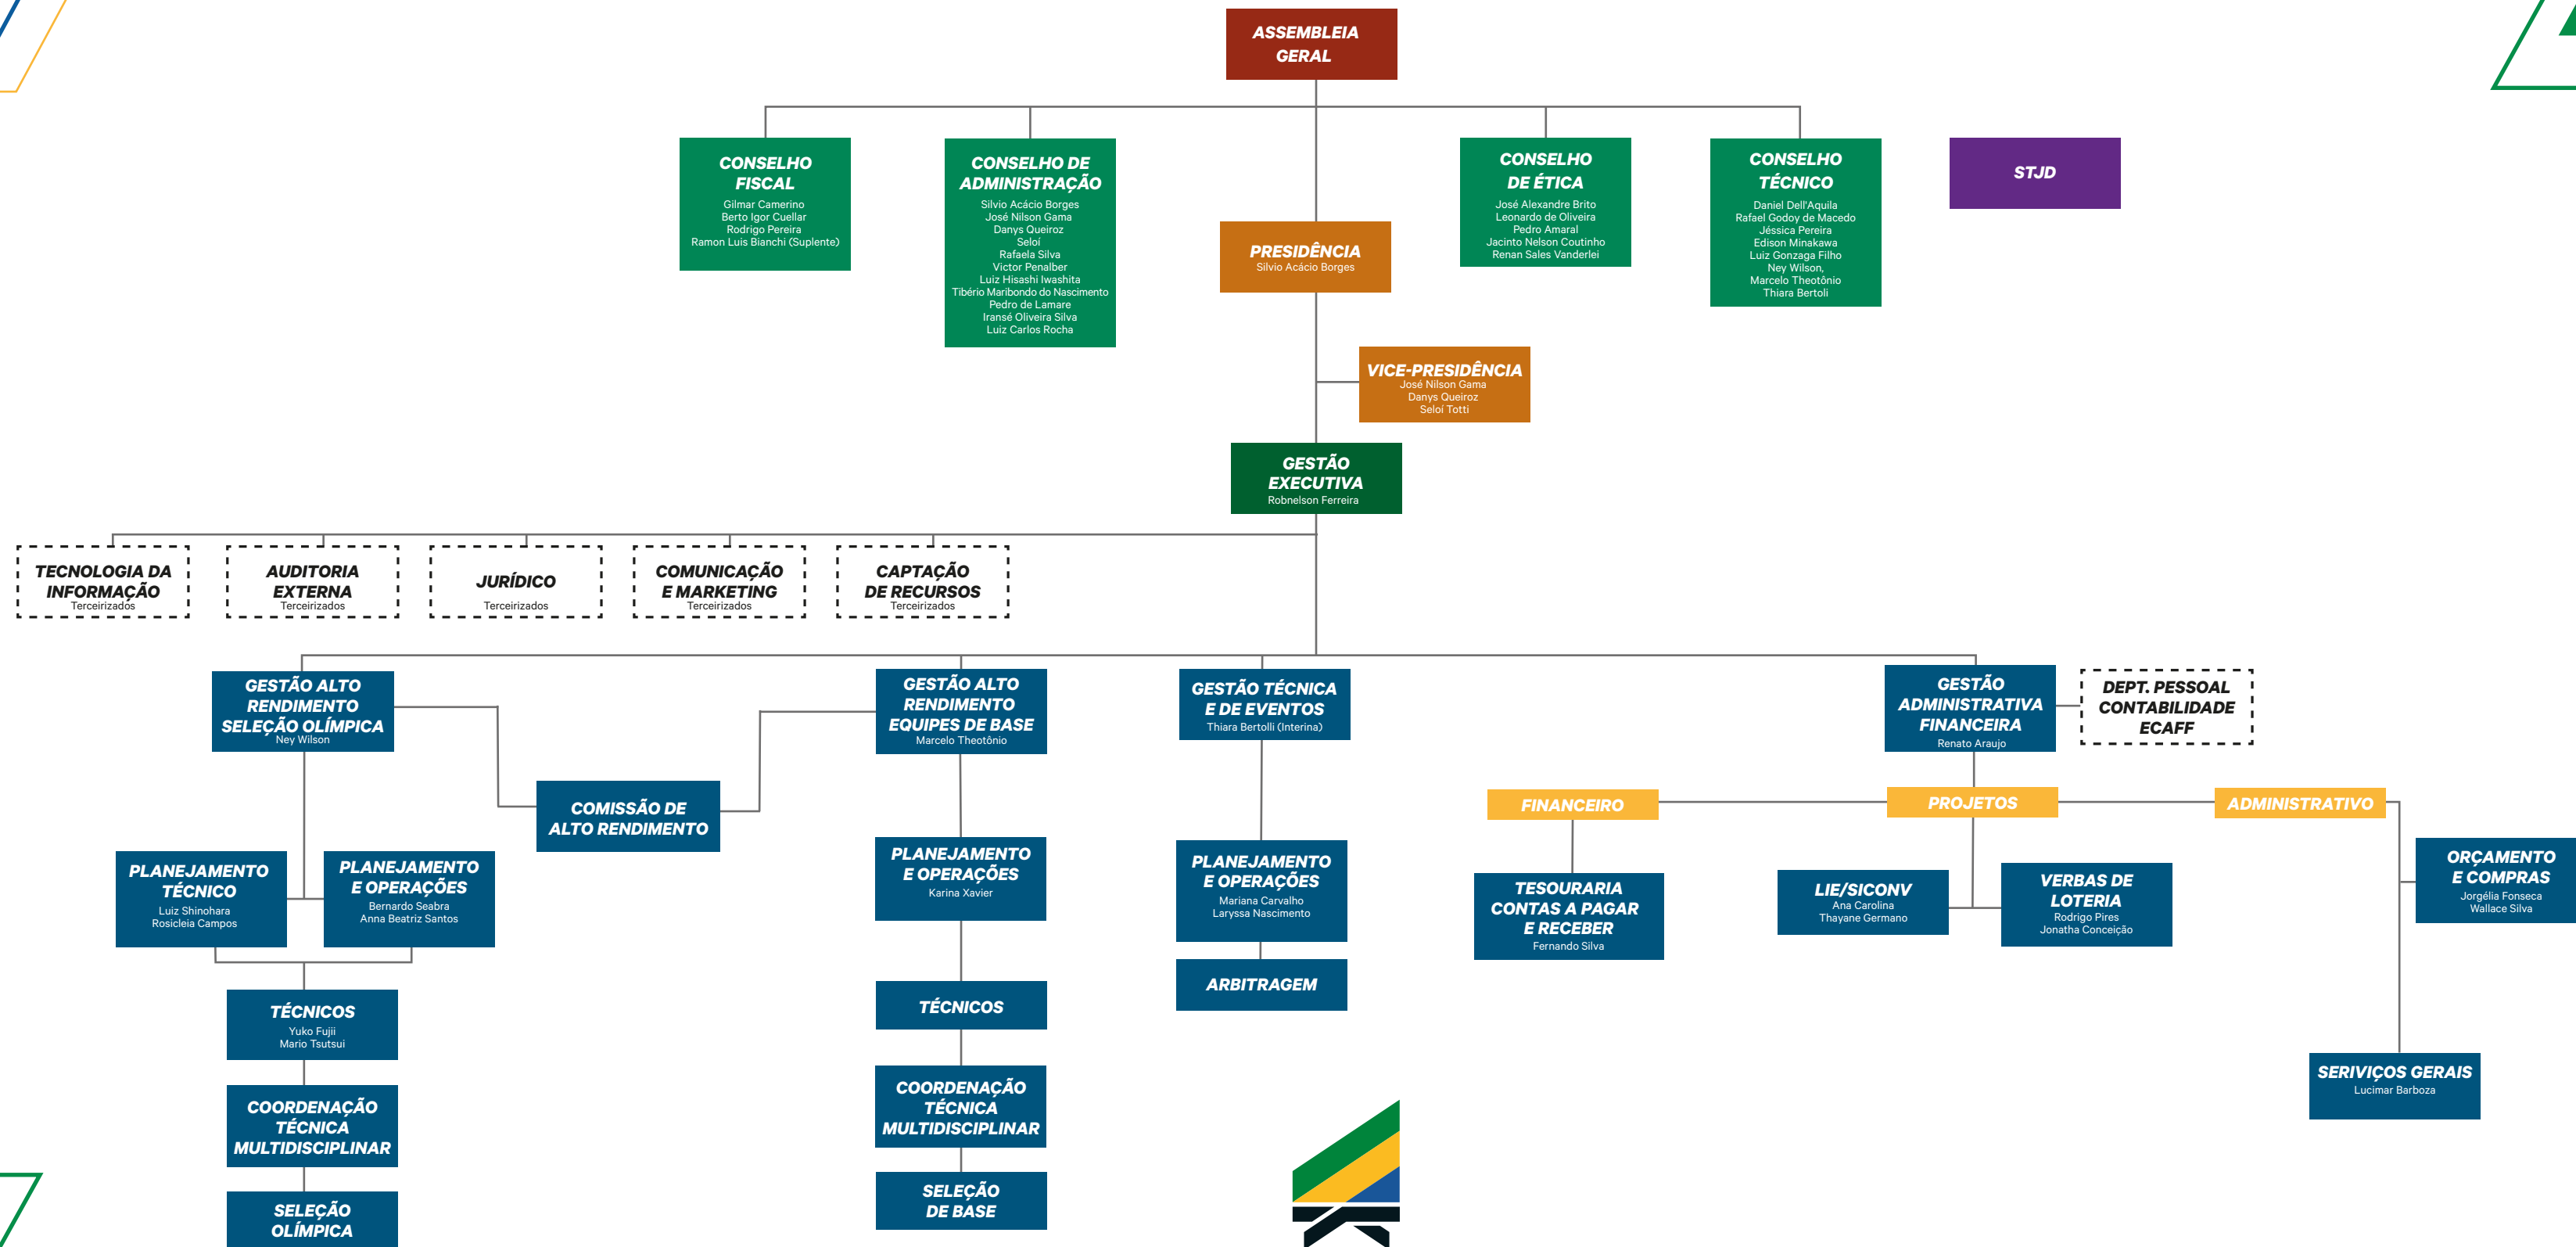 ASSEMBLEIA
GERAL
CONSELHO
FISCAL
Gilmar Camerino
Berto Igor Cuellar
Rodrigo Pereira
Ramon Luis Bianchi (Suplente)
CONSELHO DE
ADMINISTRAÇÃO
Silvio Acácio Borges
José Nilson Gama
Danys Queiroz
Seloí
Rafaela Silva
Victor Penalber
Luiz Hisashi Iwashita
Tibério Maribondo do Nascimento
Pedro de Lamare
Iransé Oliveira Silva
Luiz Carlos Rocha
PRESIDÊNCIA
Silvio Acácio Borges
CONSELHO
DE ÉTICA
José Alexandre Brito
Leonardo de Oliveira
Pedro Amaral
Jacinto Nelson Coutinho
Renan Sales Vanderlei
CONSELHO
TÉCNICO
Daniel Dell'Aquila
Rafael Godoy de Macedo
Jéssica Pereira
Edison Minakawa
Luiz Gonzaga Filho
Ney Wilson,
Marcelo Theotônio
Thiara Bertoli
STJD
VICE-PRESIDÊNCIA
José Nilson Gama
Danys Queiroz
Seloí Totti
GESTÃO
EXECUTIVA
Robnelson Ferreira
TECNOLOGIA DA
INFORMAÇÃO
Terceirizados
AUDITORIA
EXTERNA
Terceirizados
JURÍDICO
Terceirizados
COMUNICAÇÃO
E MARKETING
Terceirizados
CAPTAÇÃO
DE RECURSOS
Terceirizados
GESTÃO ALTO
RENDIMENTO
SELEÇÃO OLÍMPICA
Ney Wilson
GESTÃO ALTO
RENDIMENTO
EQUIPES DE BASE
Marcelo Theotônio
GESTÃO TÉCNICA
E DE EVENTOS
Thiara Bertolli (Interina)
GESTÃO
ADMINISTRATIVA
FINANCEIRA
Renato Araujo
DEPT. PESSOAL
CONTABILIDADE
ECAFF
COMISSÃO DE
ALTO RENDIMENTO
FINANCEIRO
PROJETOS
ADMINISTRATIVO
PLANEJAMENTO
TÉCNICO
Luiz Shinohara
Rosicleia Campos
PLANEJAMENTO
E OPERAÇÕES
Bernardo Seabra
Anna Beatriz Santos
PLANEJAMENTO
E OPERAÇÕES
Karina Xavier
PLANEJAMENTO
E OPERAÇÕES
Mariana Carvalho
Laryssa Nascimento
TESOURARIA
CONTAS A PAGAR
E RECEBER
Fernando Silva
LIE/SICONV
Ana Carolina
Thayane Germano
VERBAS DE
LOTERIA
Rodrigo Pires
Jonatha Conceição
ORÇAMENTO
E COMPRAS
Jorgélia Fonseca
Wallace Silva
TÉCNICOS
Yuko Fujii
Mario Tsutsui
TÉCNICOS
ARBITRAGEM
COORDENAÇÃO
TÉCNICA
MULTIDISCIPLINAR
COORDENAÇÃO
TÉCNICA
MULTIDISCIPLINAR
SERIVIÇOS GERAIS
Lucimar Barboza
SELEÇÃO
OLÍMPICA
SELEÇÃO
DE BASE